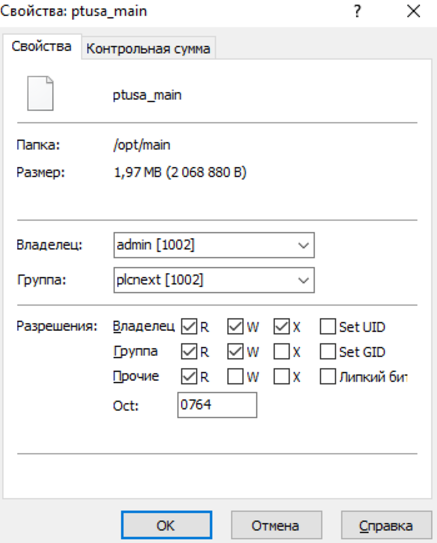 Свойства: ptusa_main
Свойства Контрольная сумма
ptusa_main
Папка: /opt/main
Размер: 1,97 MB (2 068 880 B)
Владелец: admin [1002]
Группа: plcnext [1002]
Разрешения: Владелец R W X Set UID
Группа R W X Set GID
Прочие R W X Липкий бит
Oct: 0764
OK Отмена Справка